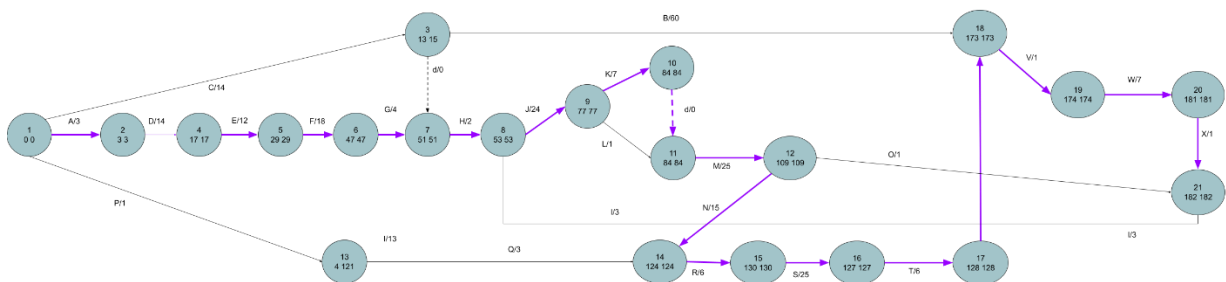 B/60
3
13 15
18
173 173
V/1
10
84 84
K/7
C/14
d/0
d/0
19
174 174
W/7
20
181 181
G/4
J/24
9
77 77
1
0 0
A/3
2
3 3
D/14
4
17 17
E/12
5
29 29
F/18
6
47 47
7
51 51
H/2
8
53 53
X/1
L/1
11
84 84
M/25
12
109 109
O/1
21
182 182
P/1
N/15
I/3
I/3
I/13
Q/3
13
4 121
14
124 124
R/6
15
130 130
S/25
16
127 127
T/6
17
128 128